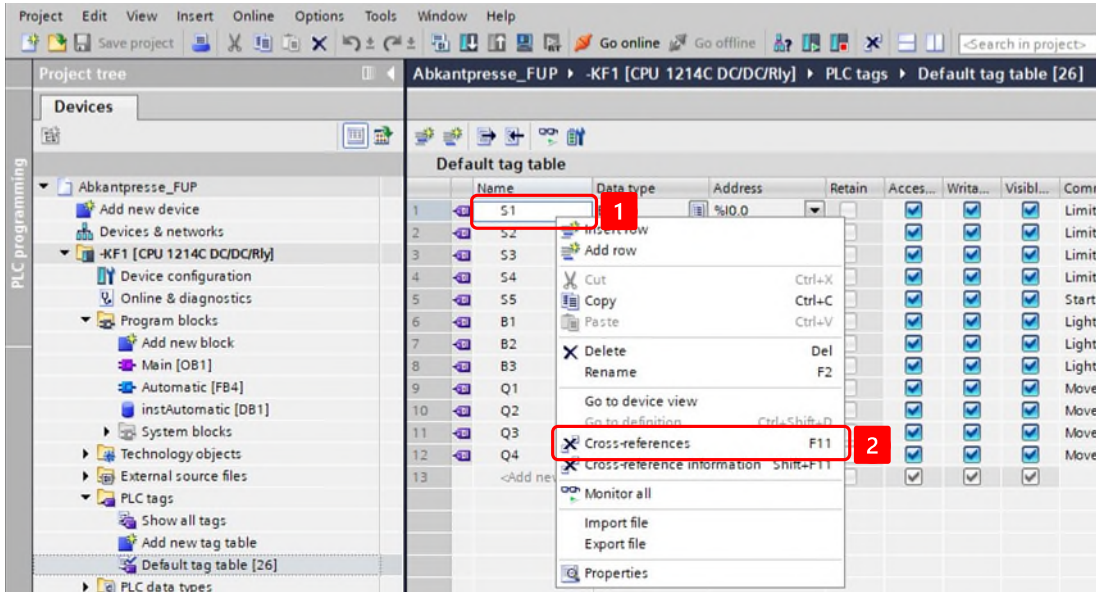 Project Edit View Insert Online Options Tools Window Help
Save project Go online Go offline <Search in project>
Project tree
Abkantpresse_FUP -KF1 [CPU 1214C DC/DC/Rly] PLC tags Default tag table [26]
Devices
PLC programming
Default tag table
Name Data type Address Retain Acces... Writa... Visibl...
Abkantpresse_FUP
Add new device
Devices & networks
-KF1 [CPU 1214C DC/DC/Rly]
Device configuration
Online & diagnostics
Program blocks
Add new block
Main [OB1]
Automatic [FB4]
instAutomatic [DB1]
System blocks
Technology objects
External source files
PLC tags
Show all tags
Add new tag table
Default tag table [26]
PLC data types
1 S1 1 %I0.0 Limit
2 S2 Limit
3 S3 Limit
4 S4 Limit
5 S5 Start
6 B1 Light
7 B2 Light
8 B3 Light
9 Q1 Move
10 Q2 Move
11 Q3 Move
12 Q4 Move
13 <Add new
Insert row
Add row
Cut Ctrl+X
Copy Ctrl+C
Paste Ctrl+V
Delete Del
Rename F2
Go to device view
Go to definition Ctrl+Shift+D
Cross-references F11 2
Cross-reference information Shift+F11
Monitor all
Import file
Export file
Properties